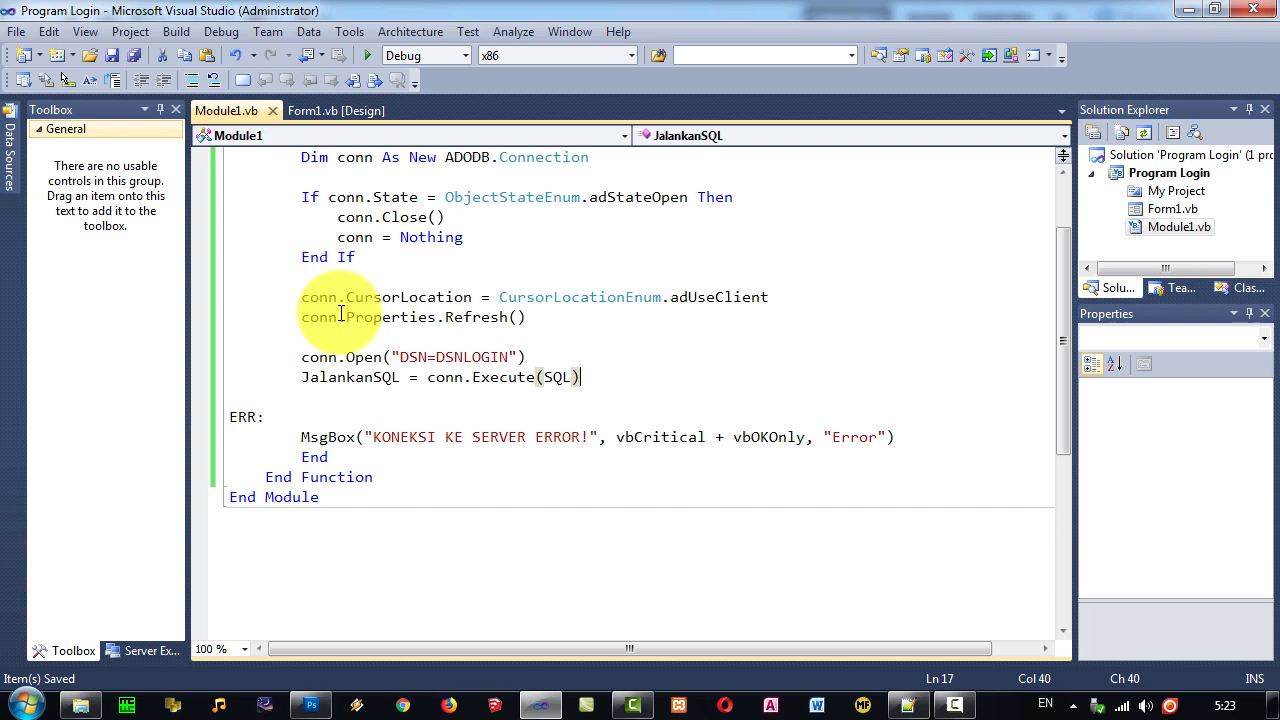 Program Login - Microsoft Visual Studio (Administrator)
File Edit View Project Build Debug Team Data Tools Architecture Test Analyze Window Help
Debug x86
Toolbox
Module1.vb Form1.vb [Design]
Solution Explorer
General
Module1 JalankanSQL
There are no usable
controls in this group.
Drag an item onto this
text to add it to the
toolbox.
Data Sources
Dim conn As New ADODB.Connection
If conn.State = ObjectStateEnum.adStateOpen Then
conn.Close()
conn = Nothing
End If
conn.CursorLocation = CursorLocationEnum.adUseClient
conn.Properties.Refresh()
conn.Open("DSN=DSNLOGIN")
JalankanSQL = conn.Execute(SQL)
ERR:
MsgBox("KONEKSI KE SERVER ERROR!", vbCritical + vbOKOnly, "Error")
End
End Function
End Module
Solution 'Program Login' (1 pro
Program Login
My Project
Form1.vb
Module1.vb
Solu... Tea... Clas...
Properties
100 %
Toolbox Server Ex...
Item(s) Saved Ln 17 Col 40 Ch 40 INS
EN 5:23